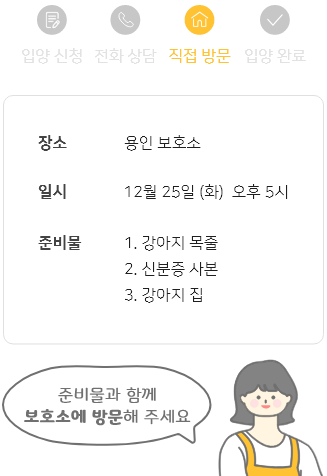 입양 신청 전화 상담 직접 방문 입양 완료
장소 용인 보호소
일시 12월 25일 (화) 오후 5시
준비물 1. 강아지 목줄
2. 신분증 사본
3. 강아지 집
준비물과 함께
보호소에 방문해 주세요